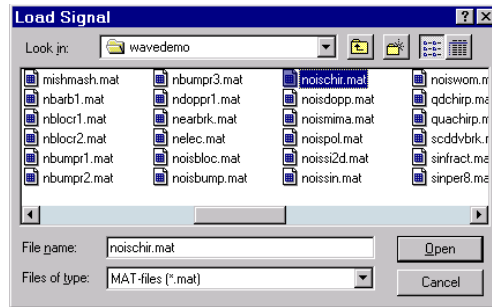 Load Signal
Look in: wavedemo
mishmash.mat nbumpr3.mat noischir.mat noiswom.m
nbarb1.mat ndoppr1.mat noisdopp.mat qdchirp.ma
nblocr1.mat nearbrk.mat noismima.mat quachirp.m
nblocr2.mat nelec.mat noispol.mat scddvbrk.r
nbumpr1.mat noisbloc.mat noissi2d.mat sinfract.ma
nbumpr2.mat noisbump.mat noissin.mat sinper8.ma
File name: noischir.mat Open
Files of type: MAT-files (*.mat) Cancel